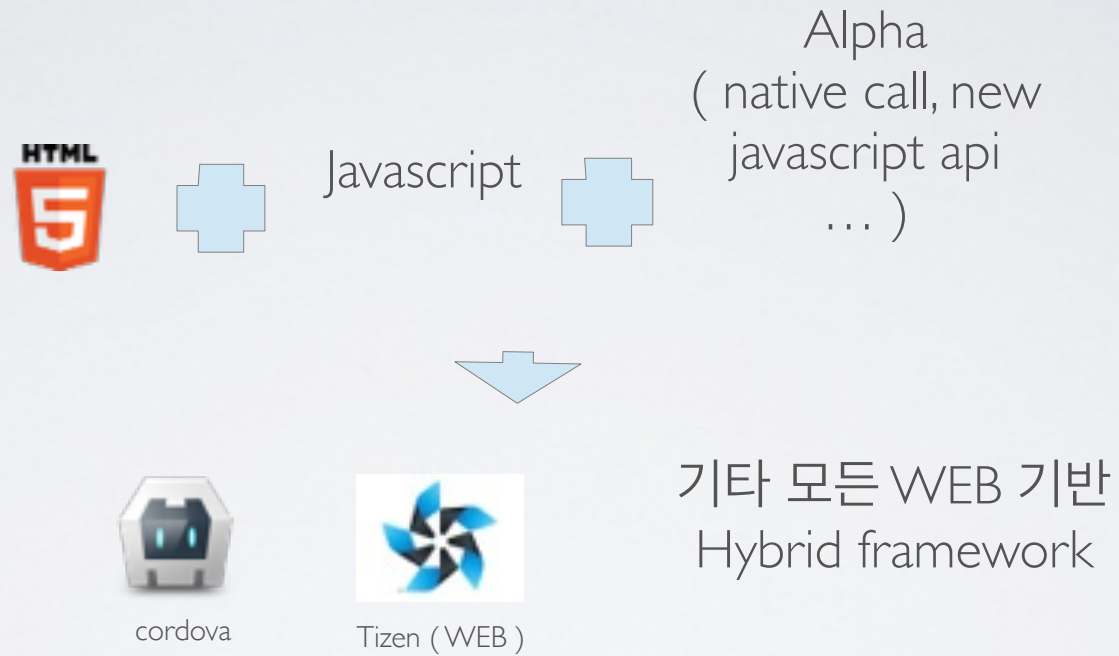 HTML
5
Javascript
Alpha
( native call, new
javascript api
... )
cordova
Tizen ( WEB )
기타 모든 WEB 기반
Hybrid framework